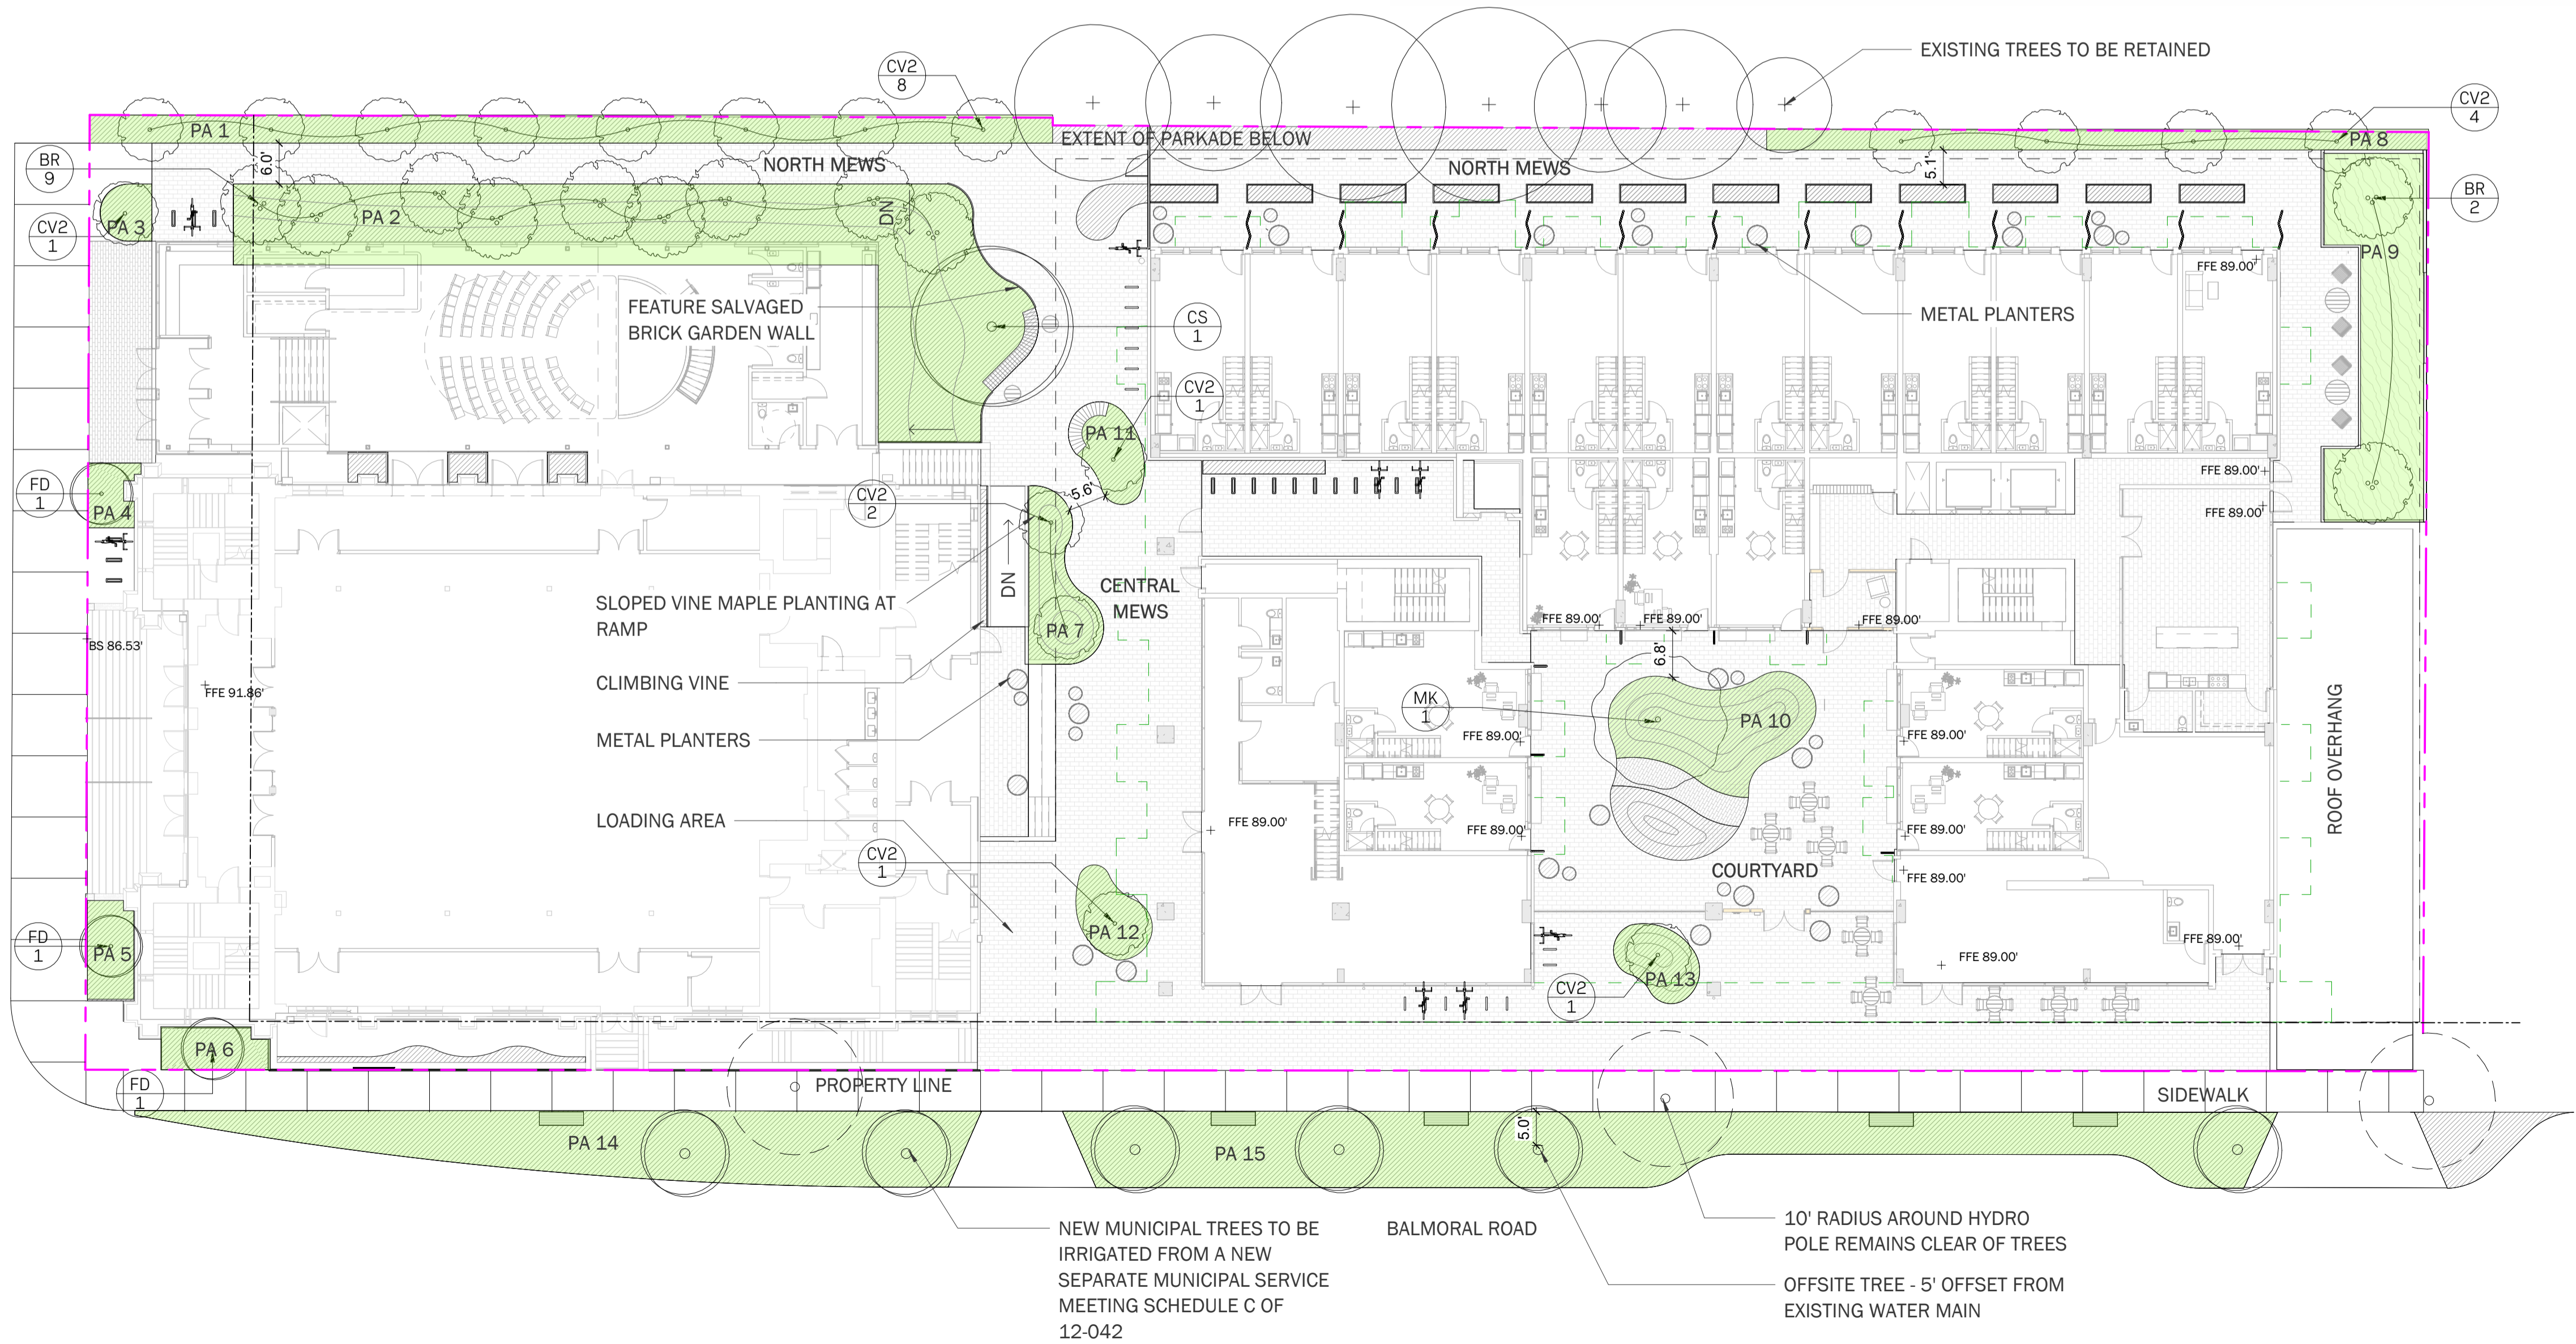 EXISTING TREES TO BE RETAINED
CV2
8
CV2
4
PA 1
EXTENT OF PARKADE BELOW
PA 8
BR
9
6.0'
NORTH MEWS
NORTH MEWS
5.1'
BR
2
PA 2
DN
PA 3
CV2
1
PA 9
FFE 89.00'
FEATURE SALVAGED
BRICK GARDEN WALL
CS
1
METAL PLANTERS
CV2
1
PA 11
FFE 89.00'
FD
1
PA 4
CV2
2
5.6'
FFE 89.00'
DN
CENTRAL
MEWS
SLOPED VINE MAPLE PLANTING AT
RAMP
PA 7
FFE 89.00'
FFE 89.00'
FFE 89.00'
BS 86.53'
6.8'
CLIMBING VINE
FFE 91.86'
MK
1
PA 10
ROOF OVERHANG
METAL PLANTERS
FFE 89.00'
FFE 89.00'
LOADING AREA
FFE 89.00'
FFE 89.00'
FFE 89.00'
CV2
1
COURTYARD
FFE 89.00'
PA 12
FD
1
PA 5
FFE 89.00'
FFE 89.00'
PA 13
CV2
1
PA 6
FD
1
PROPERTY LINE
SIDEWALK
PA 14
5.0'
PA 15
NEW MUNICIPAL TREES TO BE
IRRIGATED FROM A NEW
SEPARATE MUNICIPAL SERVICE
MEETING SCHEDULE C OF
12-042
BALMORAL ROAD
10' RADIUS AROUND HYDRO
POLE REMAINS CLEAR OF TREES
OFFSITE TREE - 5' OFFSET FROM
EXISTING WATER MAIN